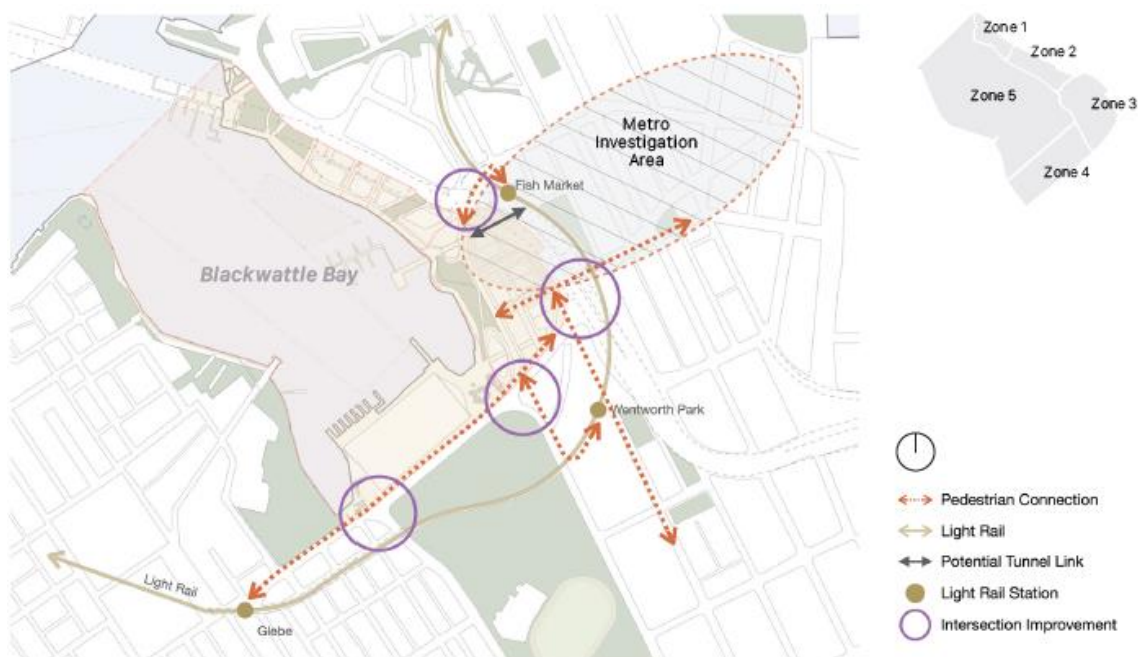 Zone 1
Zone 2
Zone 5
Zone 3
Zone 4
Metro
Investigation
Area
Fish Market
Blackwattle Bay
Wentworth Park
Light Rail
Glebe
Pedestrian Connection
Light Rail
Potential Tunnel Link
Light Rail Station
Intersection Improvement